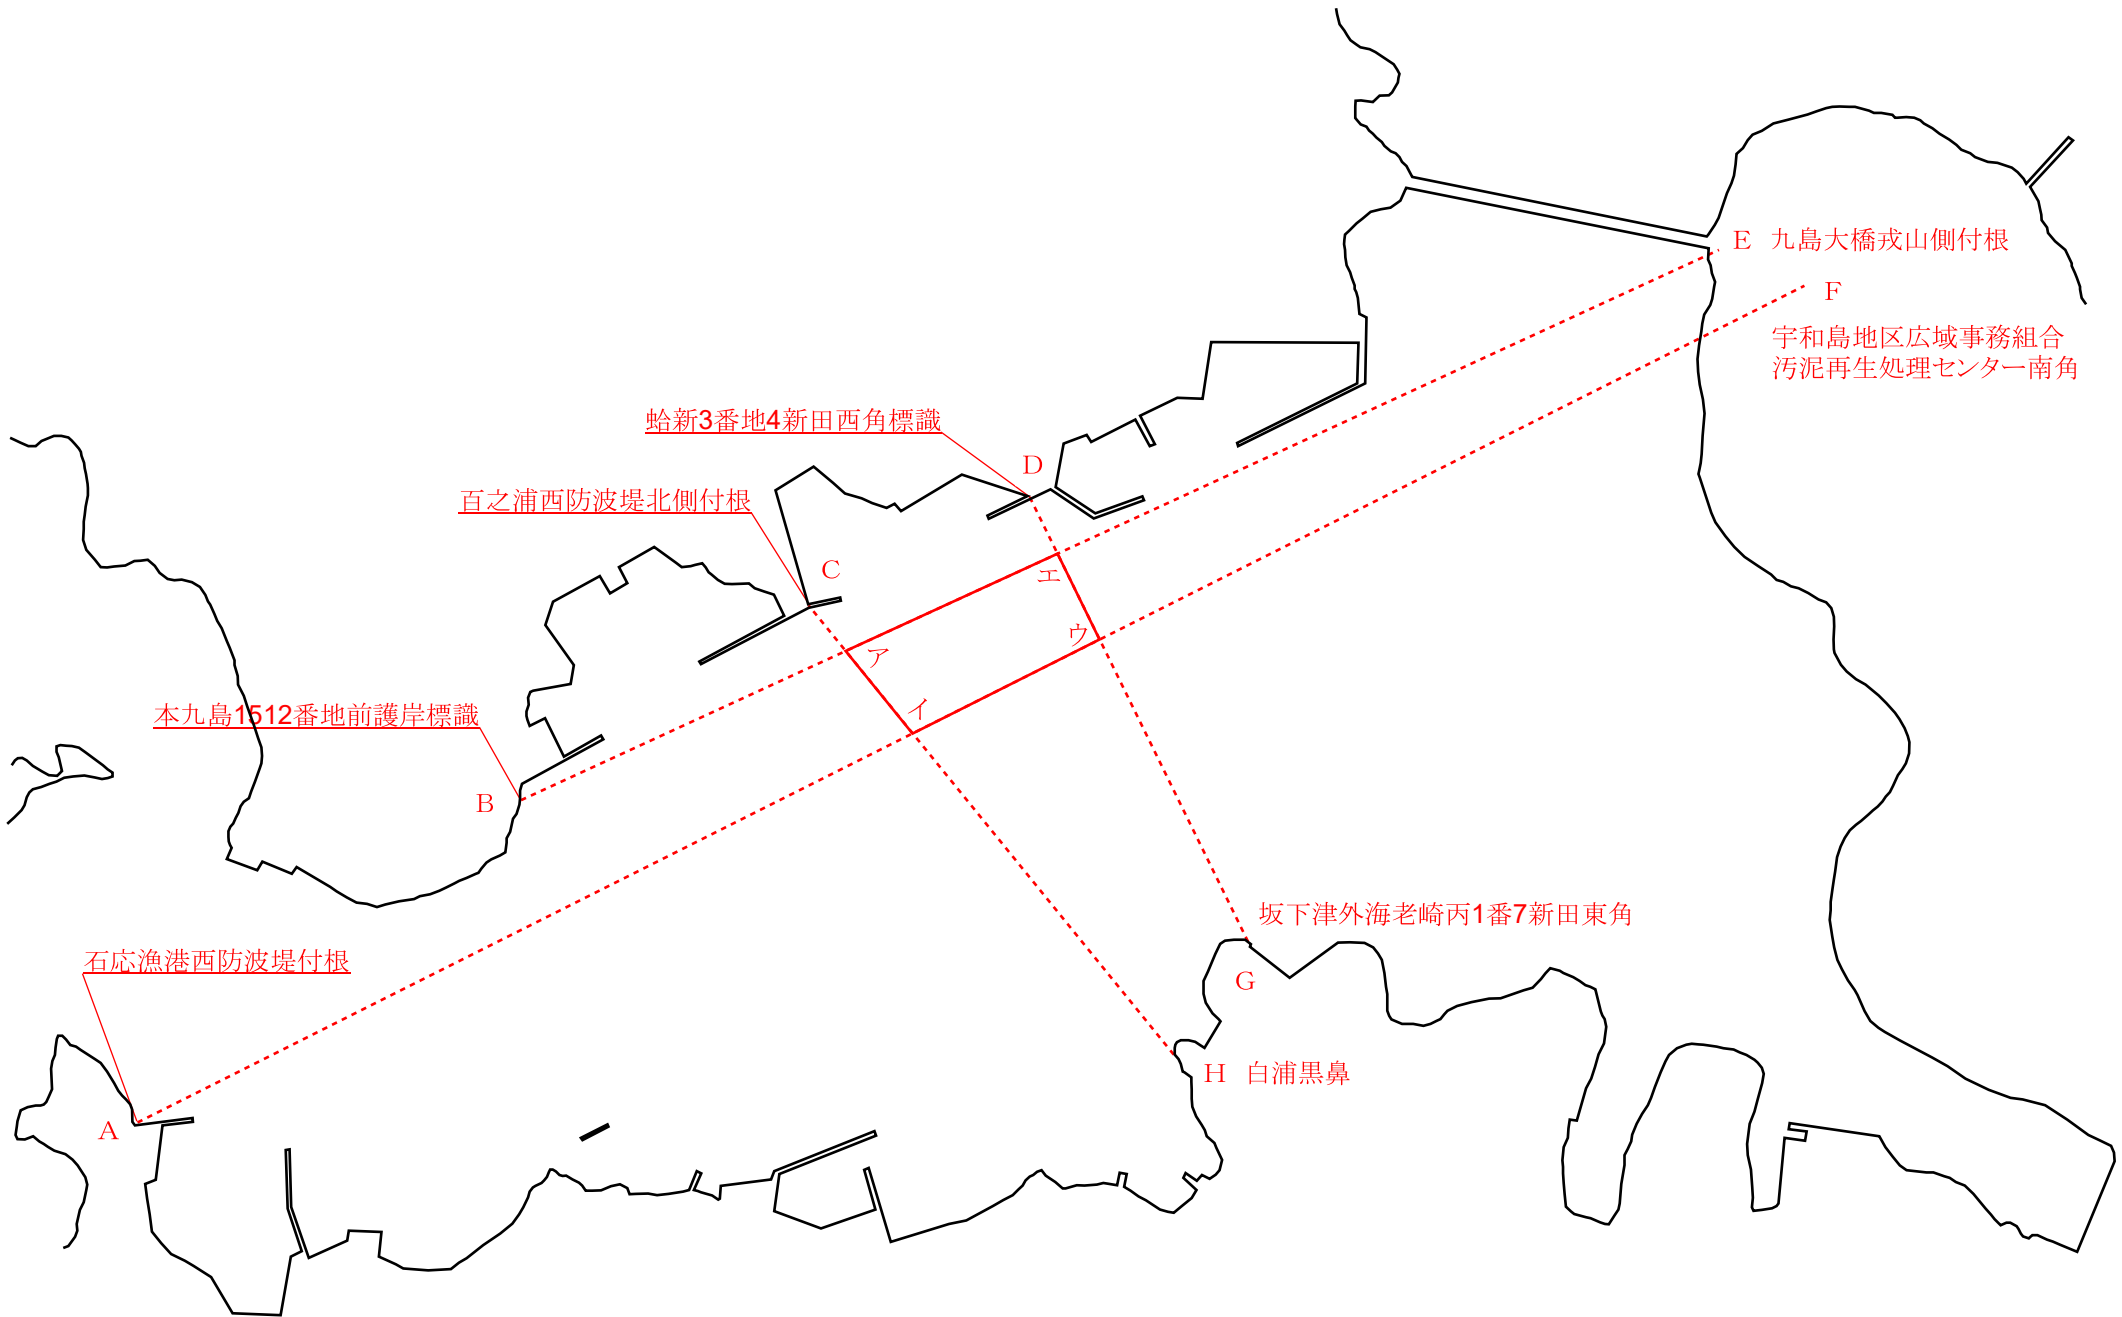 E 九島大橋戎山側付根
F
宇和島地区広域事務組合
汚泥再生処理センター南角
蛤新3番地4新田西角標識
D
百之浦西防波堤北側付根
C
エ
ウ
ア
イ
本九島1512番地前護岸標識
B
坂下津外海老崎丙1番7新田東角
G
石応漁港西防波堤付根
H 白浦黒鼻
A